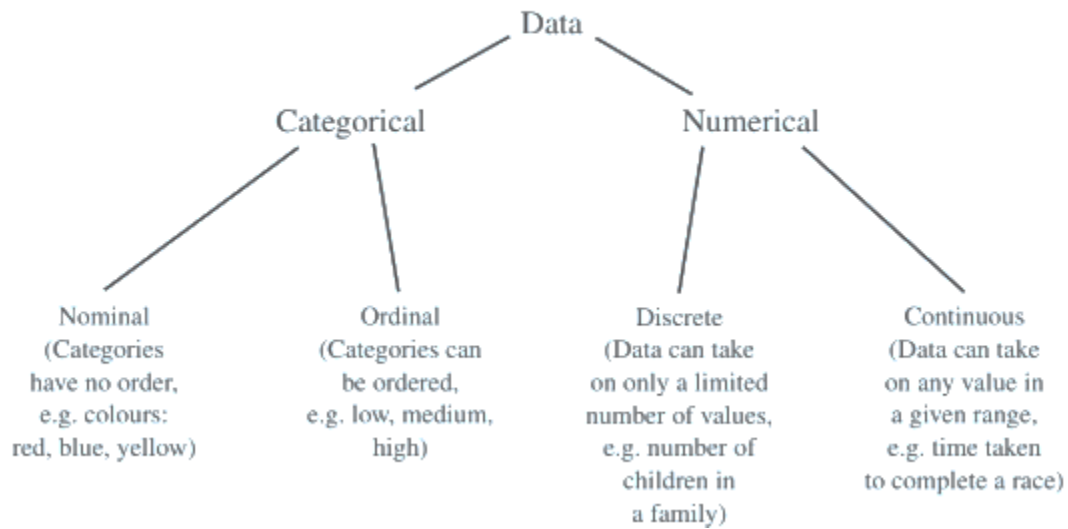 Data
Categorical
Numerical
Nominal
(Categories
have no order,
e.g. colours:
red, blue, yellow)
Ordinal
(Categories can
be ordered,
e.g. low, medium,
high)
Discrete
(Data can take
on only a limited
number of values,
e.g. number of
children in
a family)
Continuous
(Data can take
on any value in
a given range,
e.g. time taken
to complete a race)